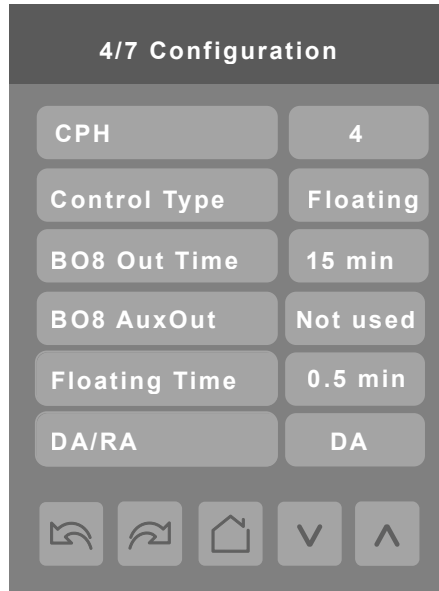 4/7 Configuration
CPH 4
Control Type Floating
BO8 Out Time 15 min
BO8 AuxOut Not used
Floating Time 0.5 min
DA/RA DA